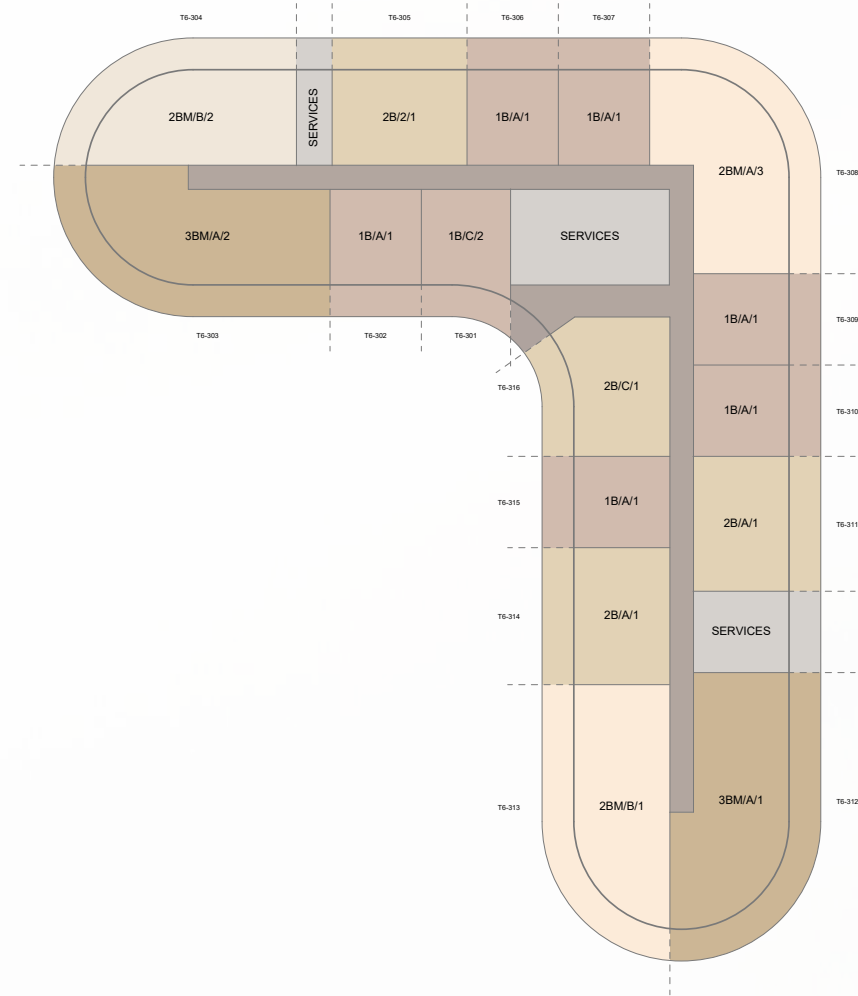 T6-304
T6-305
T6-306
T6-307
2BM/B/2
SERVICES
2B/2/1
1B/A/1
1B/A/1
2BM/A/3
T6-308
3BM/A/2
1B/A/1
1B/C/2
SERVICES
T6-303
T6-302
T6-301
1B/A/1
T6-309
T6-316
2B/C/1
1B/A/1
T6-310
T6-315
1B/A/1
2B/A/1
T6-311
T6-314
2B/A/1
SERVICES
T6-313
2BM/B/1
3BM/A/1
T6-312